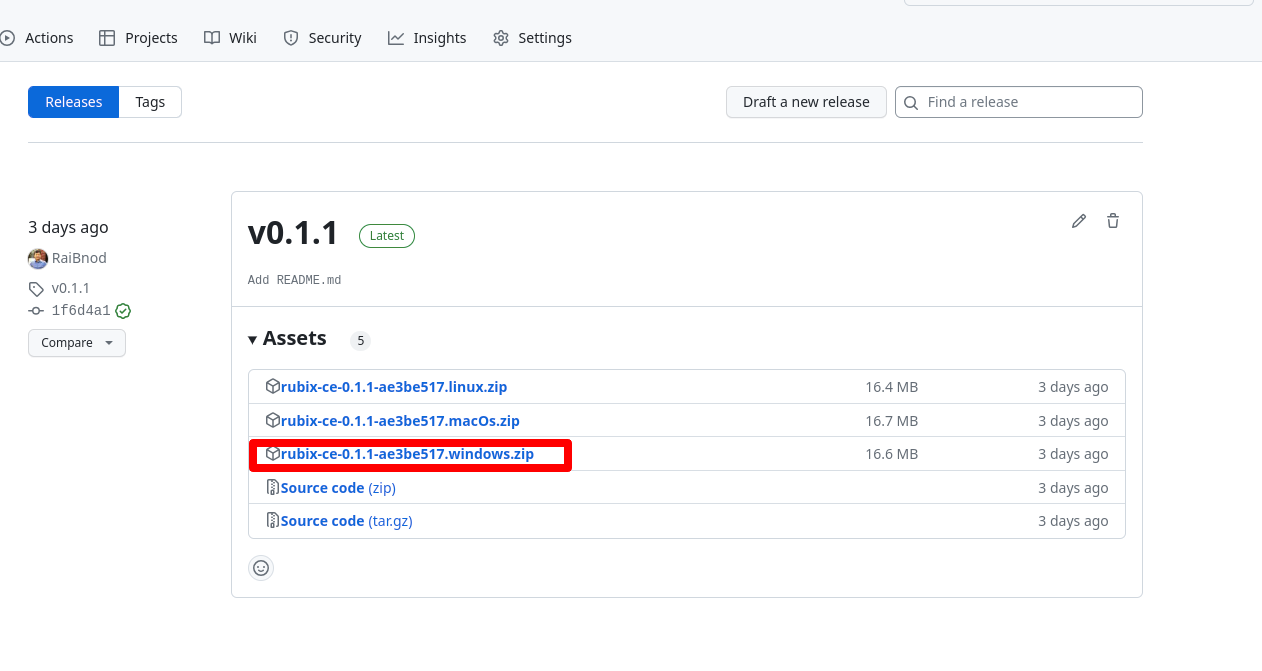 Actions Projects Wiki Security Insights Settings
Releases Tags Draft a new release Find a release
3 days ago
RaiBnod
v0.1.1
1f6d4a1
Compare
v0.1.1 Latest
Add README.md
Assets 5
rubix-ce-0.1.1-ae3be517.linux.zip 16.4 MB 3 days ago
rubix-ce-0.1.1-ae3be517.macOs.zip 16.7 MB 3 days ago
rubix-ce-0.1.1-ae3be517.windows.zip 16.6 MB 3 days ago
Source code (zip) 3 days ago
Source code (tar.gz) 3 days ago